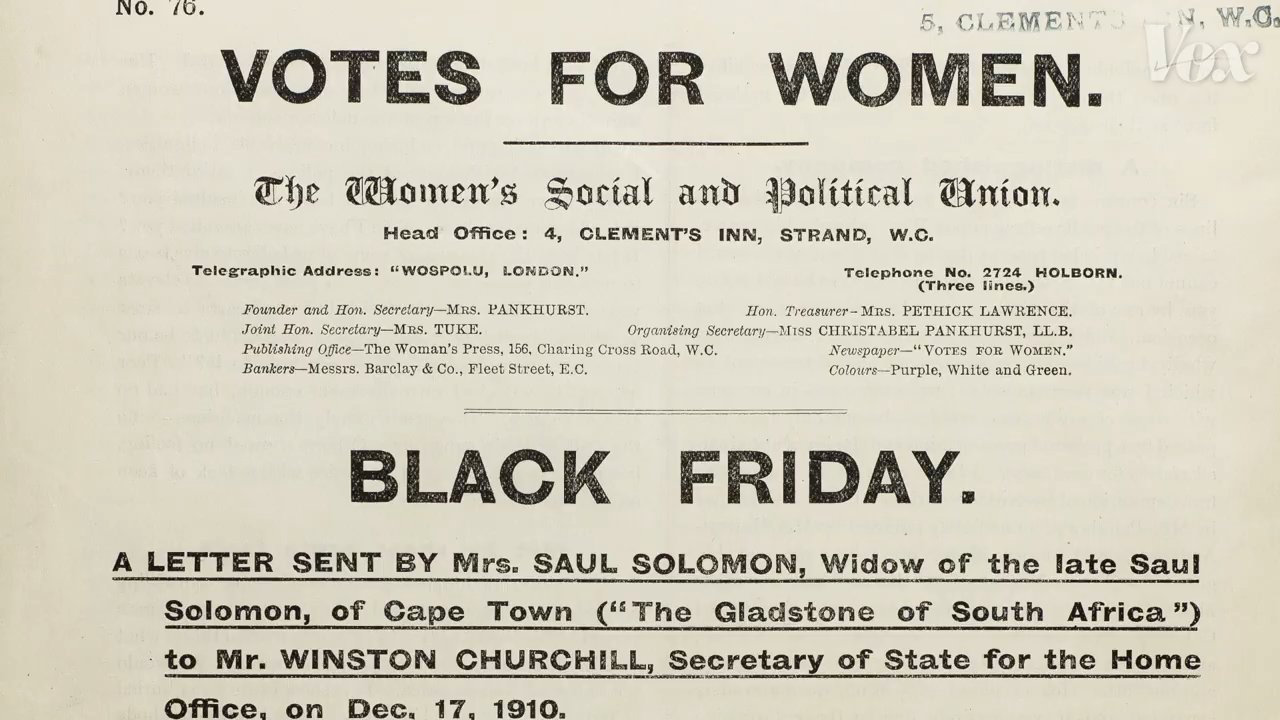 No. 76.
5, CLEMENTS INN, W.C.
Vox
VOTES FOR WOMEN.
The Women's Social and Political Union.
Head Office: 4, CLEMENT'S INN, STRAND, W.C.
Telegraphic Address: "WOSPOLU, LONDON." Telephone No. 2724 HOLBORN.
(Three lines.)
Founder and Hon. Secretary—MRS. PANKHURST. Hon. Treasurer-MRS. PETHICK LAWRENCE.
Joint Hon. Secretary—MRS. TUKE. Organising Secretary—MISS CHRISTABEL PANKHURST, LL.B.
Publishing Office—The Woman's Press, 156, Charing Cross Road, W.C. Newspaper—"VOTES FOR WOMEN."
Bankers—Messrs. Barclay & Co., Fleet Street, E.C. Colours—Purple, White and Green.
BLACK FRIDAY.
A LETTER SENT BY Mrs. SAUL SOLOMON, Widow of the late Saul
Solomon, of Cape Town ("The Gladstone of South Africa")
to Mr. WINSTON CHURCHILL, Secretary of State for the Home
Office, on Dec. 17, 1910.